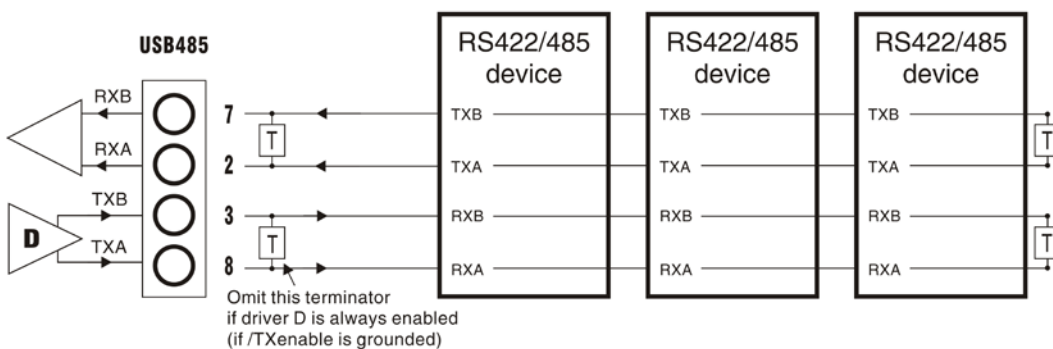 USB485
RXB
RXA
TXB
TXA
D
7
2
3
8
T
T
Omit this terminator
if driver D is always enabled
(if /TXenable is grounded)
RS422/485
device
TXB
TXA
RXB
RXA
RS422/485
device
TXB
TXA
RXB
RXA
RS422/485
device
TXB
TXA
RXB
RXA
T
T